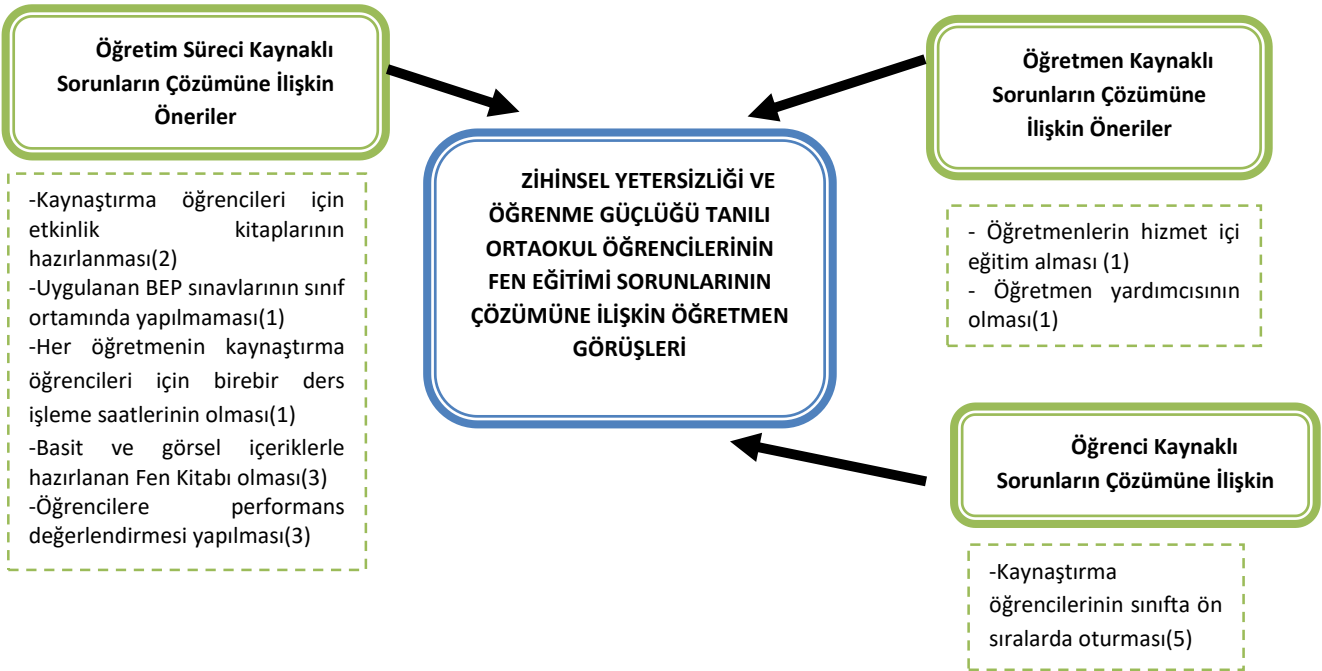 Öğretim Süreci Kaynaklı
Sorunların Çözümüne İlişkin
Öneriler
-Kaynaştırma öğrencileri için
etkinlik kitaplarının
hazırlanması(2)
-Uygulanan BEP sınavlarının sınıf
ortamında yapılmaması(1)
-Her öğretmenin kaynaştırma
öğrencileri için birebir ders
işleme saatlerinin olması(1)
-Basit ve görsel içeriklerle
hazırlanan Fen Kitabı olması(3)
-Öğrencilere performans
değerlendirmesi yapılması(3)
ZİHİNSEL YETERSİZLİĞİ VE
ÖĞRENME GÜÇLÜĞÜ TANILI
ORTAOKUL ÖĞRENCİLERİNİN
FEN EĞİTİMİ SORUNLARININ
ÇÖZÜMÜNE İLİŞKİN ÖĞRETMEN
GÖRÜŞLERİ
Öğretmen Kaynaklı
Sorunların Çözümüne
İlişkin Öneriler
- Öğretmenlerin hizmet içi
eğitim alması (1)
- Öğretmen yardımcısının
olması(1)
Öğrenci Kaynaklı
Sorunların Çözümüne İlişkin
-Kaynaştırma
öğrencilerinin sınıfta ön
sıralarda oturması(5)